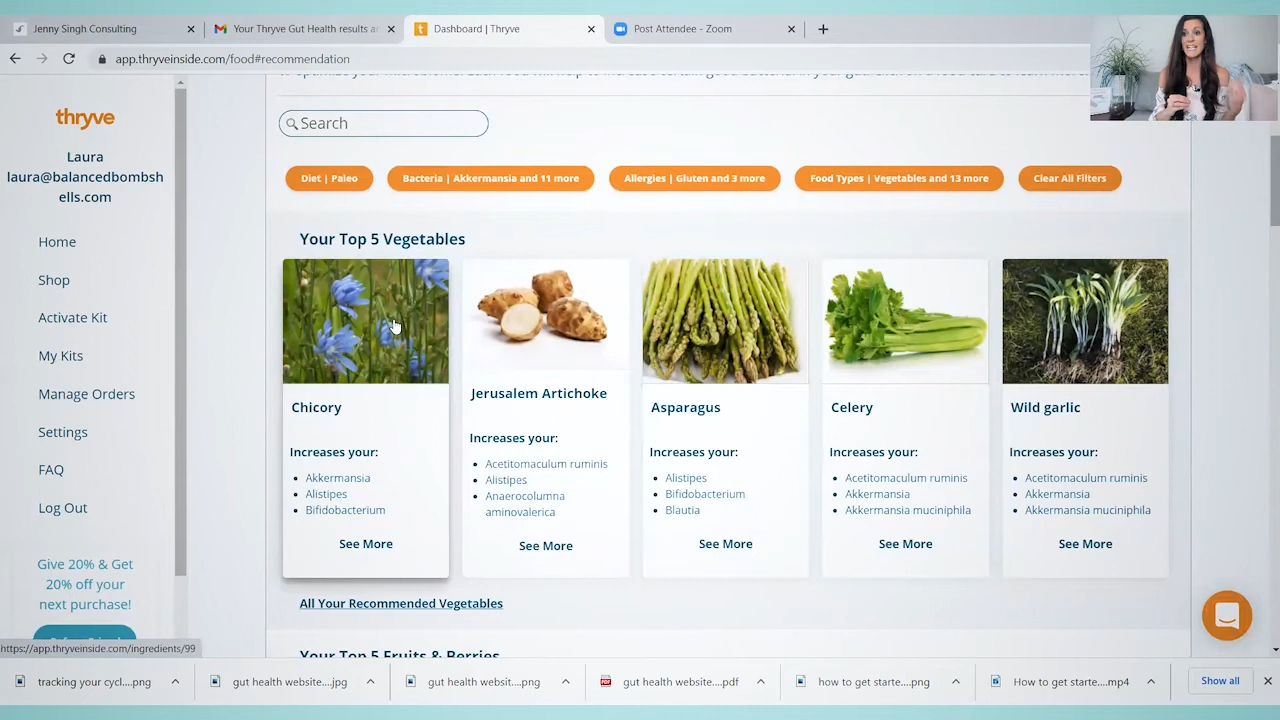 Jenny Singh Consulting
Your Thryve Gut Health results a
Dashboard | Thryve
Post Attendee - Zoom
app.thryveinside.com/food#recommendation
thryve
Laura
laura@balancedbombsh
ells.com
Home
Shop
Activate Kit
My Kits
Manage Orders
Settings
FAQ
Log Out
Give 20% & Get
20% off your
next purchase!
https://app.thryveinside.com/ingredients/99
Search
Diet | Paleo
Bacteria | Akkermansia and 11 more
Allergies | Gluten and 3 more
Food Types | Vegetables and 13 more
Clear All Filters
Your Top 5 Vegetables
Chicory
Increases your:
Akkermansia
Alistipes
Bifidobacterium
See More
Jerusalem Artichoke
Increases your:
Acetitomaculum ruminis
Alistipes
Anaerocolumna
aminovalerica
See More
Asparagus
Increases your:
Alistipes
Bifidobacterium
Blautia
See More
Celery
Increases your:
Acetitomaculum ruminis
Akkermansia
Akkermansia muciniphila
See More
Wild garlic
Increases your:
Acetitomaculum ruminis
Akkermansia
Akkermansia muciniphila
See More
All Your Recommended Vegetables
Your Top 5 Fruits & Berries
tracking your cycl....png
gut health website....jpg
gut health websit....png
gut health website....pdf
how to get starte....png
How to get starte....mp4
Show all